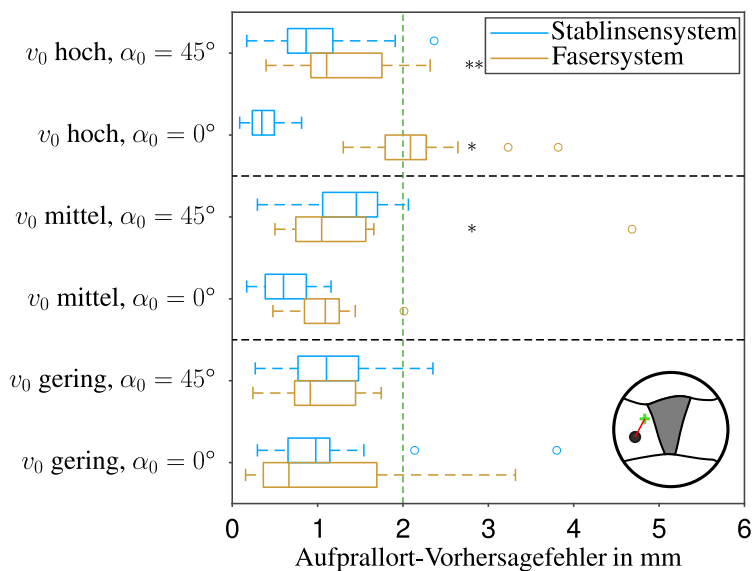 Stablinsensystem
Fasersystem
v₀ hoch, α₀ = 45°
**
v₀ hoch, α₀ = 0°
*
v₀ mittel, α₀ = 45°
*
v₀ mittel, α₀ = 0°
v₀ gering, α₀ = 45°
v₀ gering, α₀ = 0°
0 1 2 3 4 5 6
Aufprallort-Vorhersagefehler in mm